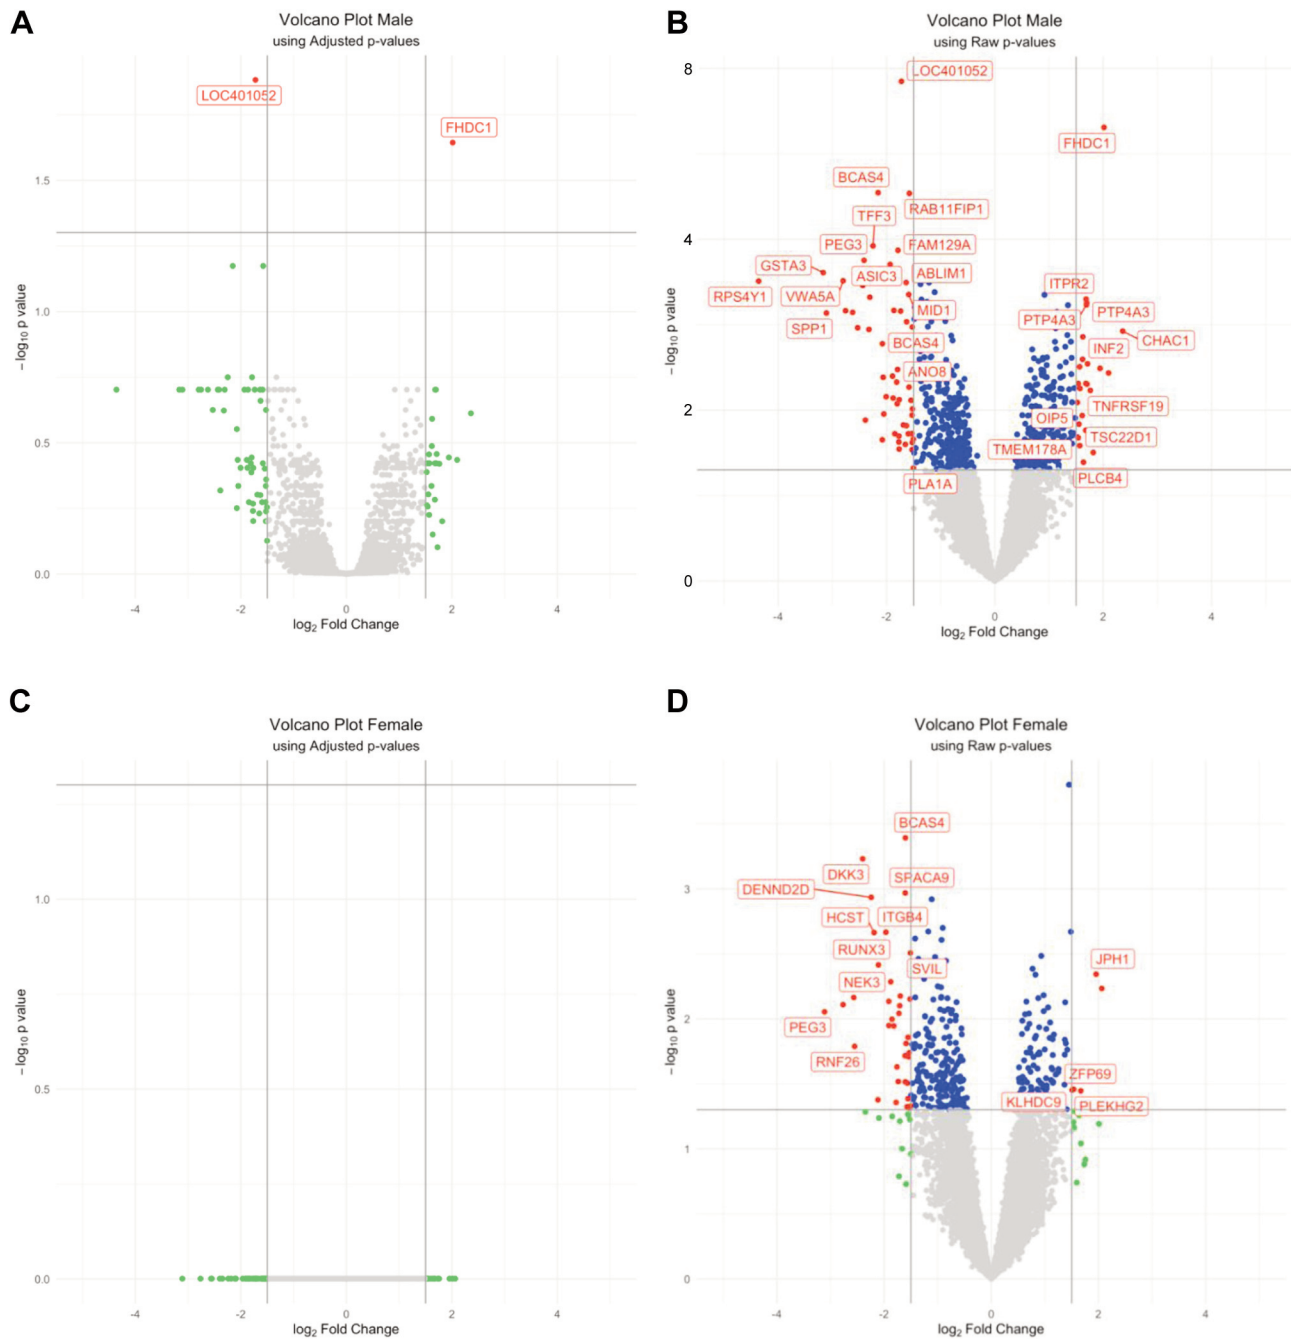 A
Volcano Plot Male
using Adjusted p-values
LOC401052
FHDC1
1.5
1.0
0.5
0.0
− log10 p value
-4
-2
0
2
4
log2 Fold Change
B
Volcano Plot Male
using Raw p-values
8
LOC401052
FHDC1
BCAS4
RAB11FIP1
TFF3
4
PEG3
FAM129A
GSTA3
ASIC3
ABLIM1
ITPR2
RPS4Y1
VWA5A
MID1
PTP4A3
PTP4A3
SPP1
BCAS4
CHAC1
INF2
ANO8
2
TNFRSF19
OIP5
TSC22D1
TMEM178A
PLA1A
PLCB4
0
− log10 p value
-4
-2
0
2
4
log2 Fold Change
C
Volcano Plot Female
using Adjusted p-values
1.0
0.5
0.0
− log10 p value
-4
-2
0
2
4
log2 Fold Change
D
Volcano Plot Female
using Raw p-values
BCAS4
DKK3
SPACA9
3
DENND2D
HCST
ITGB4
RUNX3
JPH1
SVIL
NEK3
2
PEG3
RNF26
ZFP69
KLHDC9
PLEKHG2
1
0
− log10 p value
-4
-2
0
2
4
log2 Fold Change